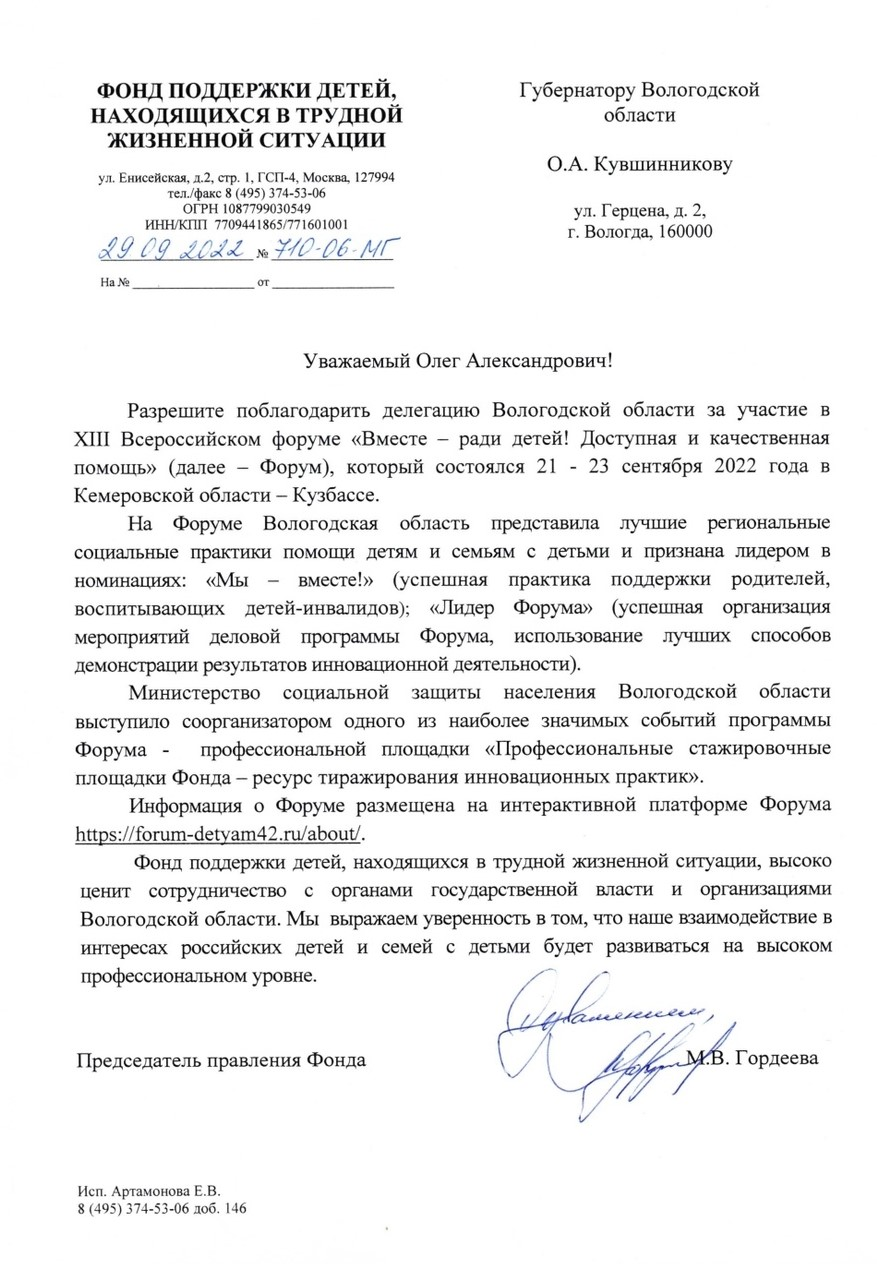 ФОНД ПОДДЕРЖКИ ДЕТЕЙ,
НАХОДЯЩИХСЯ В ТРУДНОЙ
ЖИЗНЕННОЙ СИТУАЦИИ
ул. Енисейская, д.2, стр. 1, ГСП-4, Москва, 127994
тел./факс 8 (495) 374-53-06
ОГРН 1087799030549
ИНН/КПП 7709441865/771601001
29 09 2022 № 710-06-МГ
На № ____________________ от ____________________
Губернатору Вологодской
области
О.А. Кувшинникову
ул. Герцена, д. 2,
г. Вологда, 160000
Уважаемый Олег Александрович!
Разрешите поблагодарить делегацию Вологодской области за участие в
XIII Всероссийском форуме «Вместе – ради детей! Доступная и качественная
помощь» (далее – Форум), который состоялся 21 - 23 сентября 2022 года в
Кемеровской области – Кузбассе.
На Форуме Вологодская область представила лучшие региональные
социальные практики помощи детям и семьям с детьми и признана лидером в
номинациях: «Мы – вместе!» (успешная практика поддержки родителей,
воспитывающих детей-инвалидов); «Лидер Форума» (успешная организация
мероприятий деловой программы Форума, использование лучших способов
демонстрации результатов инновационной деятельности).
Министерство социальной защиты населения Вологодской области
выступило соорганизатором одного из наиболее значимых событий программы
Форума - профессиональной площадки «Профессиональные стажировочные
площадки Фонда – ресурс тиражирования инновационных практик».
Информация о Форуме размещена на интерактивной платформе Форума
https://forum-detyam42.ru/about/.
Фонд поддержки детей, находящихся в трудной жизненной ситуации, высоко
ценит сотрудничество с органами государственной власти и организациями
Вологодской области. Мы выражаем уверенность в том, что наше взаимодействие в
интересах российских детей и семей с детьми будет развиваться на высоком
профессиональном уровне.
С уважением,
Председатель правления Фонда М.В. Гордеева
Исп. Артамонова Е.В.
8 (495) 374-53-06 доб. 146